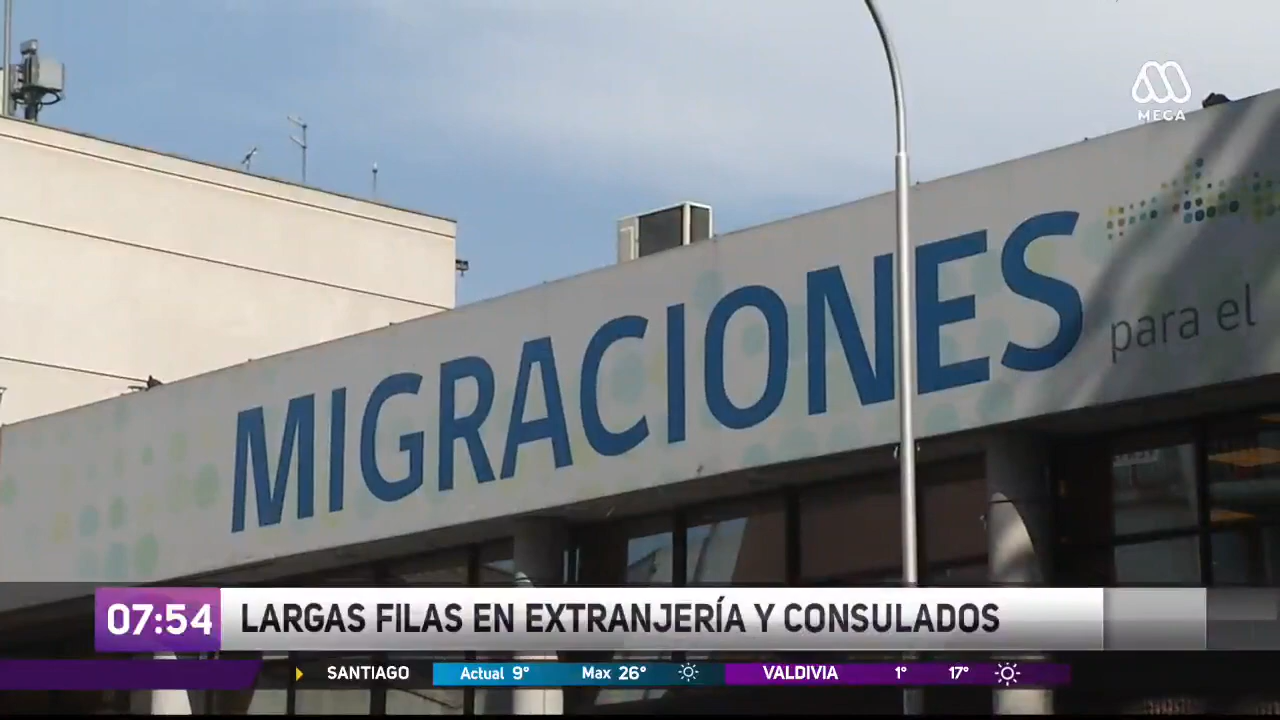 MEGA
MIGRACIONES
para el
07:54 LARGAS FILAS EN EXTRANJERÍA Y CONSULADOS
SANTIAGO Actual 9° Max 26° VALDIVIA 1° 17°